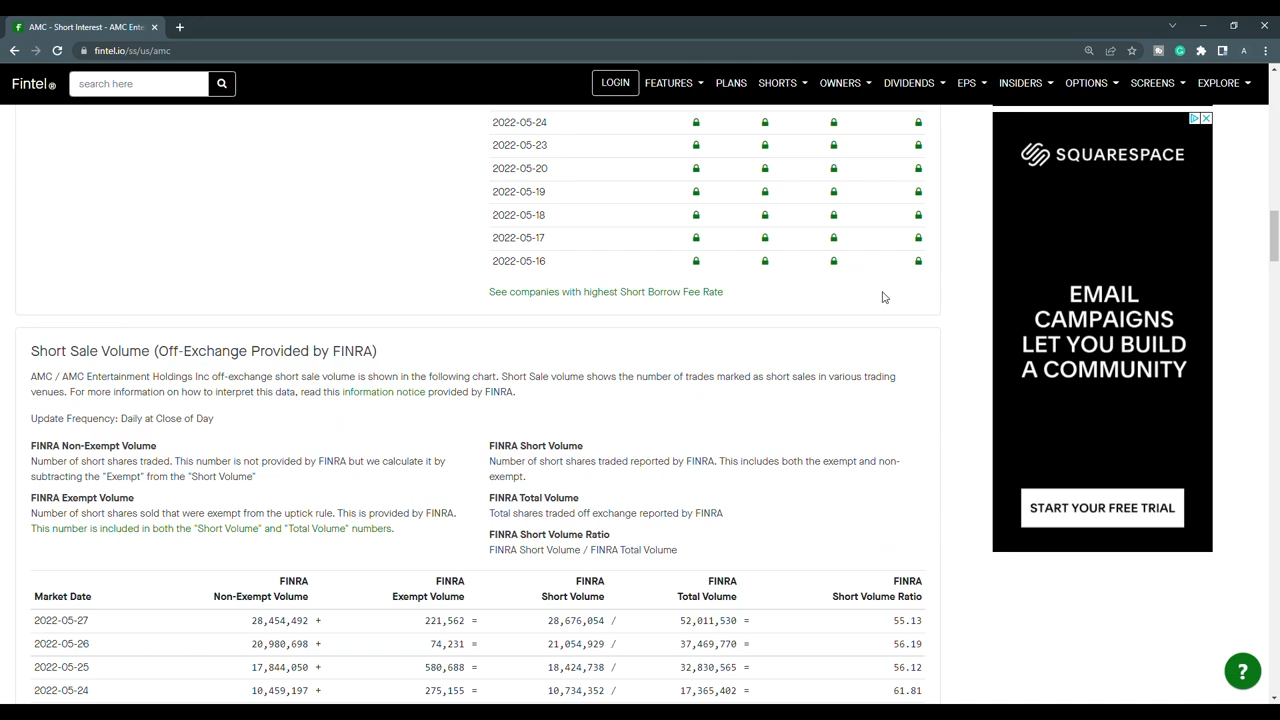 AMC - Short Interest - AMC Ente
fintel.io/ss/us/amc
A
Fintel®
search here
LOGIN
FEATURES
PLANS
SHORTS
OWNERS
DIVIDENDS
EPS
INSIDERS
OPTIONS
SCREENS
EXPLORE
2022-05-24
2022-05-23
2022-05-20
2022-05-19
2022-05-18
2022-05-17
2022-05-16
See companies with highest Short Borrow Fee Rate
Short Sale Volume (Off-Exchange Provided by FINRA)
AMC / AMC Entertainment Holdings Inc off-exchange short sale volume is shown in the following chart. Short Sale volume shows the number of trades marked as short sales in various trading
venues. For more information on how to interpret this data, read this information notice provided by FINRA.
Update Frequency: Daily at Close of Day
FINRA Non-Exempt Volume
Number of short shares traded. This number is not provided by FINRA but we calculate it by
subtracting the "Exempt" from the "Short Volume"
FINRA Exempt Volume
Number of short shares sold that were exempt from the uptick rule. This is provided by FINRA.
This number is included in both the "Short Volume" and "Total Volume" numbers.
FINRA Short Volume
Number of short shares traded reported by FINRA. This includes both the exempt and non-
exempt.
FINRA Total Volume
Total shares traded off exchange reported by FINRA
FINRA Short Volume Ratio
FINRA Short Volume / FINRA Total Volume
Market Date FINRA Non-Exempt Volume FINRA Exempt Volume FINRA Short Volume FINRA Total Volume FINRA Short Volume Ratio
2022-05-27 28,454,492 + 221,562 = 28,676,054 / 52,011,530 = 55.13
2022-05-26 20,980,698 + 74,231 = 21,054,929 / 37,469,770 = 56.19
2022-05-25 17,844,050 + 580,688 = 18,424,738 / 32,830,565 = 56.12
2022-05-24 10,459,197 + 275,155 = 10,734,352 / 17,365,402 = 61.81
SQUARESPACE
EMAIL
CAMPAIGNS
LET YOU BUILD
A COMMUNITY
START YOUR FREE TRIAL
?